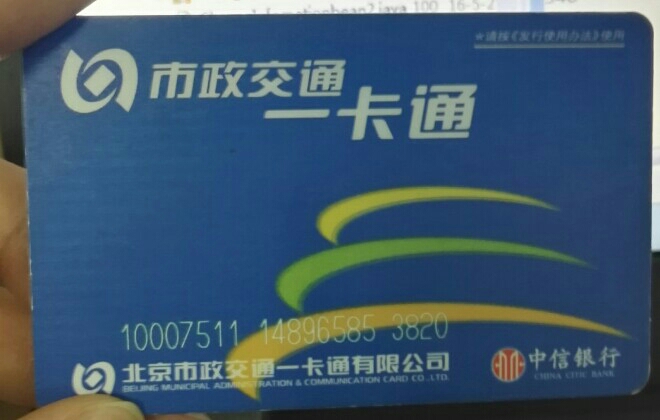 *请按《发行使用办法》使用
市政交通
一卡通
10007511 14896585 3820
北京市政交通一卡通有限公司
BEIJING MUNICIPAL ADMINISTRATION & COMMUNICATION CARD CO.,LTD.
中信银行
CHINA CITIC BANK